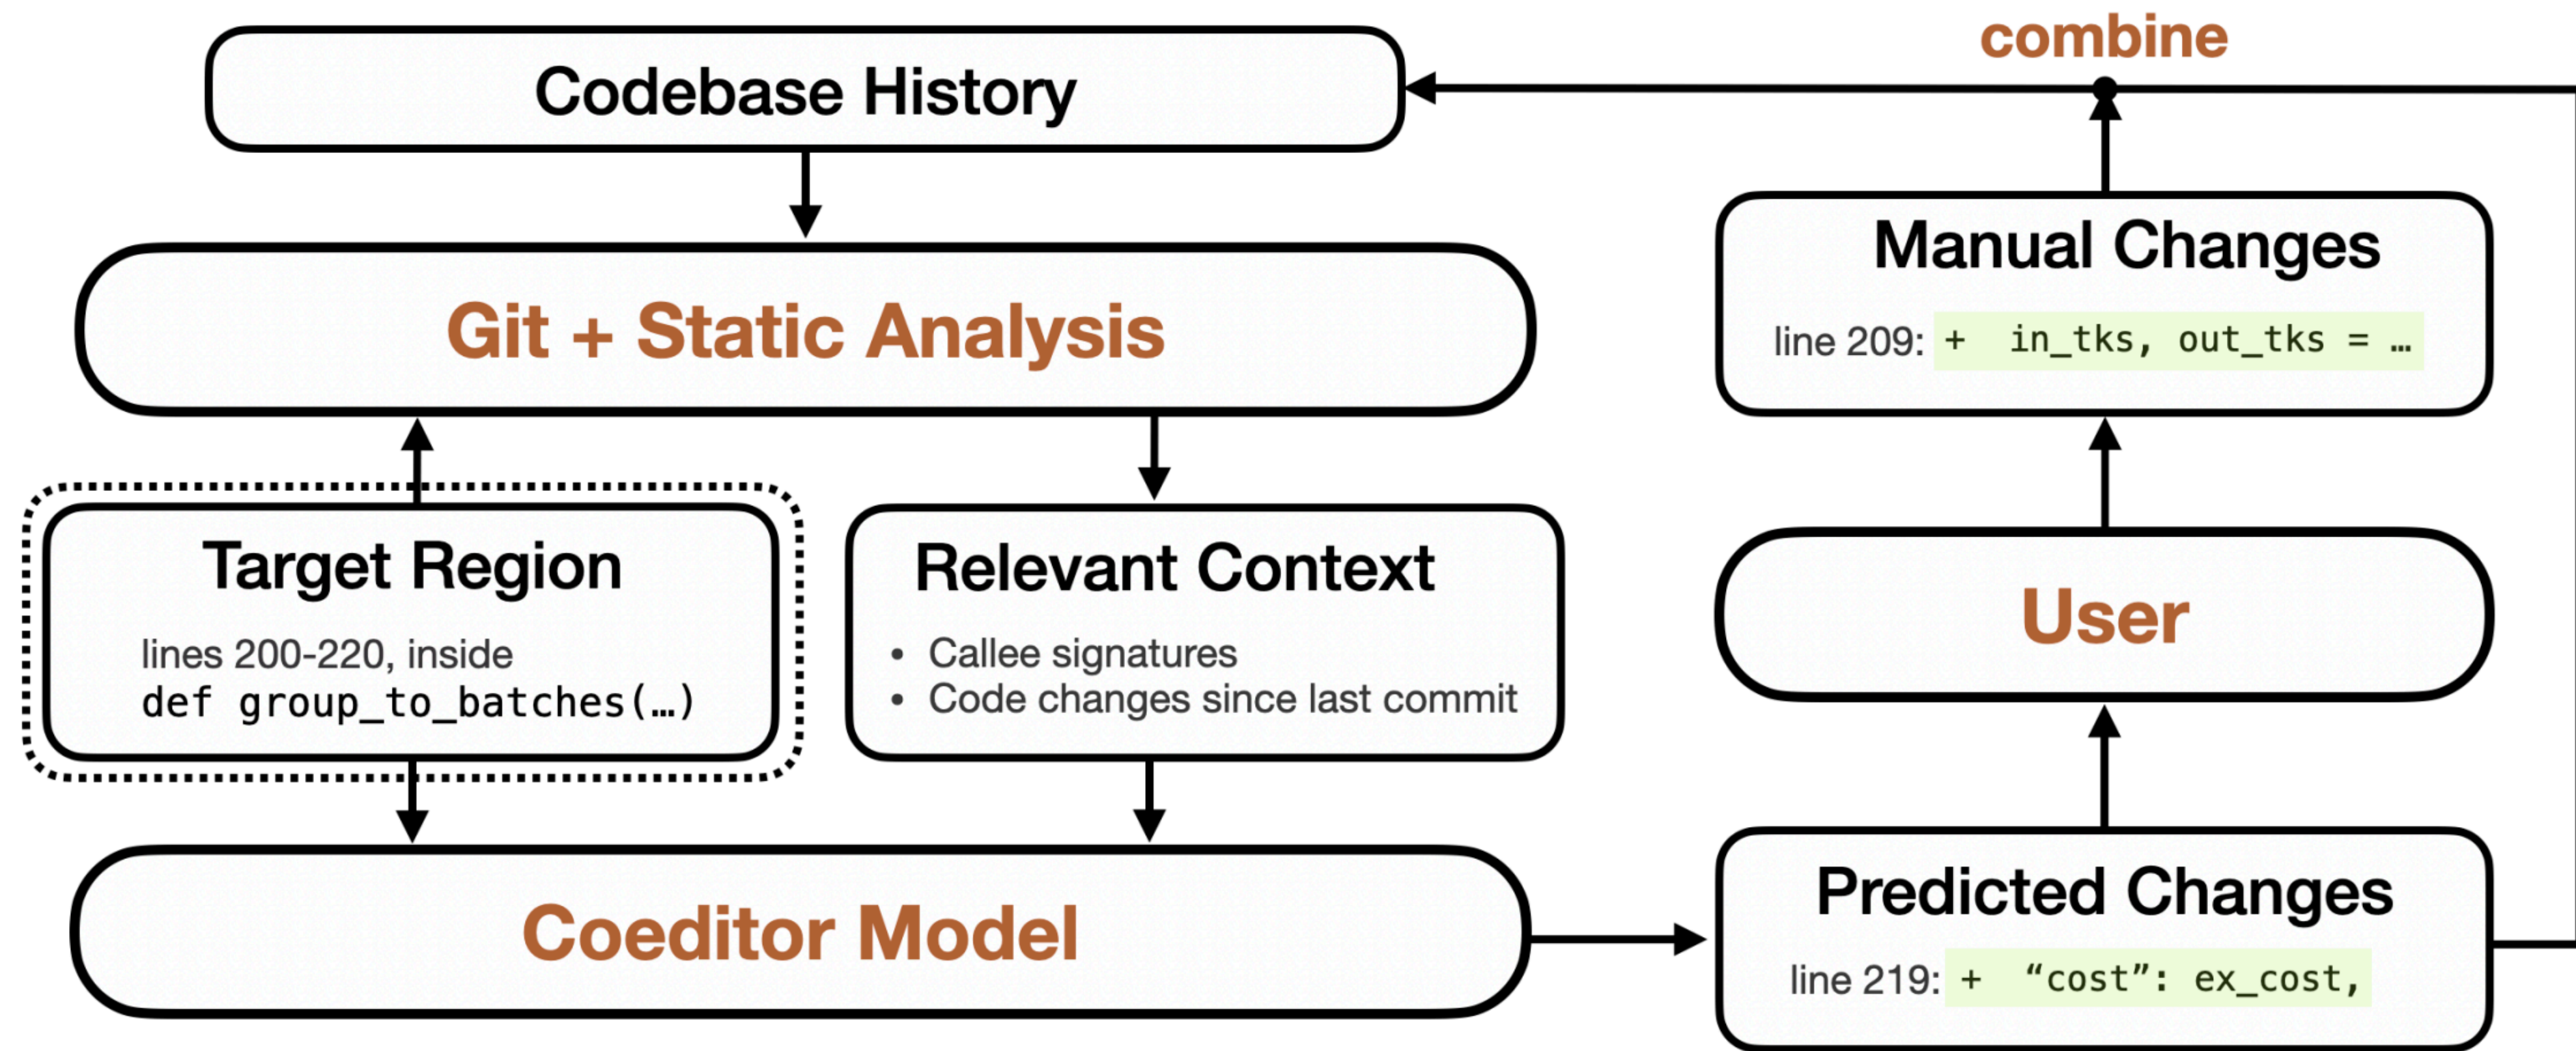 combine
Codebase History
Git + Static Analysis
Manual Changes
line 209: +  in_tks, out_tks = …
Target Region
lines 200-220, inside
def group_to_batches(…)
Relevant Context
• Callee signatures
• Code changes since last commit
User
Coeditor Model
Predicted Changes
line 219: +  “cost”: ex_cost,